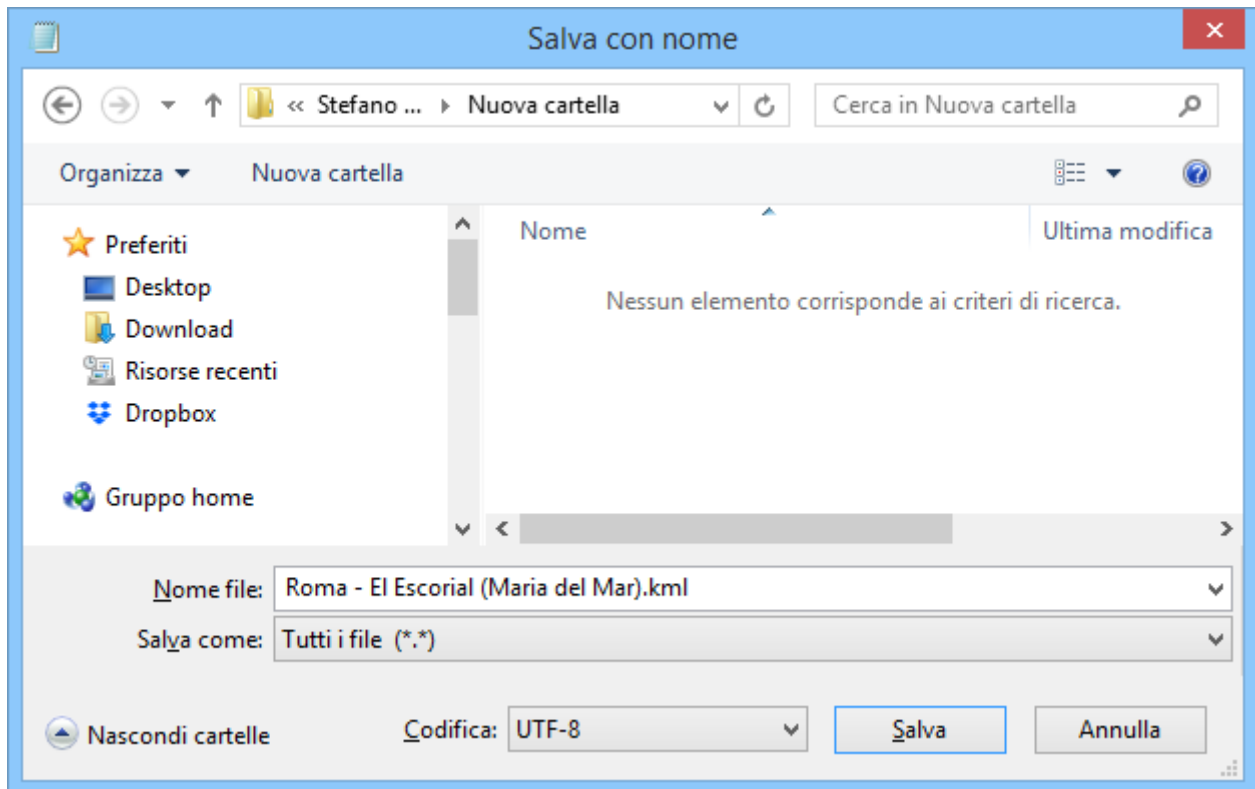 Salva con nome
« Stefano ... Nuova cartella
Cerca in Nuova cartella
Organizza Nuova cartella
Nome Ultima modifica
Nessun elemento corrisponde ai criteri di ricerca.
Preferiti
Desktop
Download
Risorse recenti
Dropbox
Gruppo home
Nome file: Roma - El Escorial (Maria del Mar).kml
Salva come: Tutti i file (*.*)
Nascondi cartelle Codifica: UTF-8 Salva Annulla